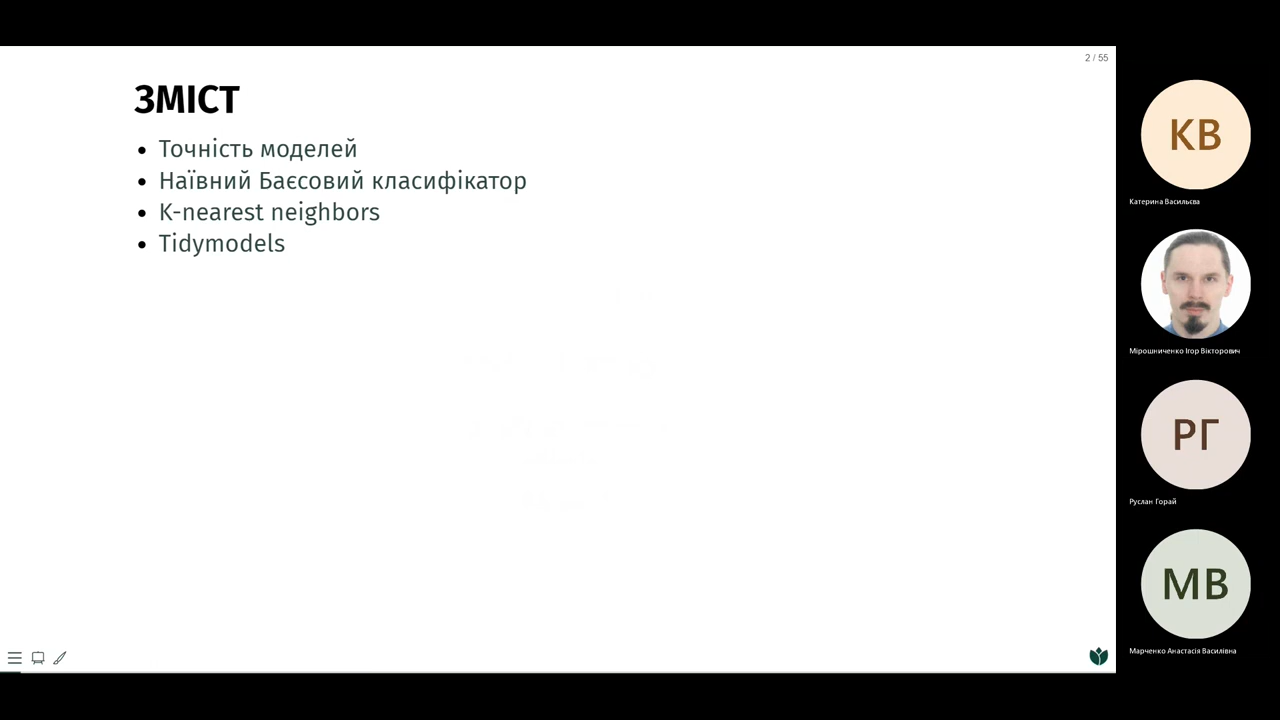 2 / 55
ЗМІСТ
Точність моделей
Наївний Баєсовий класифікатор
K-nearest neighbors
Tidymodels
КВ
Катерина Васильєва
Мірошниченко Ігор Вікторович
РГ
Руслан Горай
МВ
Марченко Анастасія Василівна